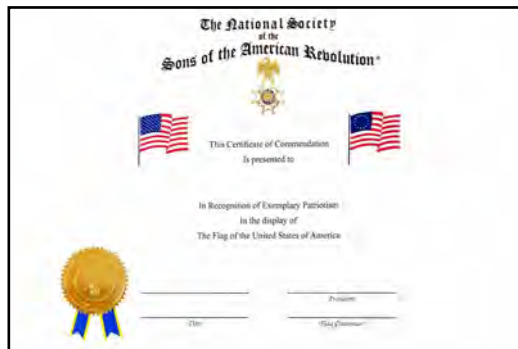 The National Society
of the
Sons of the American Revolution®
This Certificate of Commendation
Is presented to
In Recognition of Exemplary Patriotism
In the display of
The Flag of the United States of America
President
Date
Flag Chairman